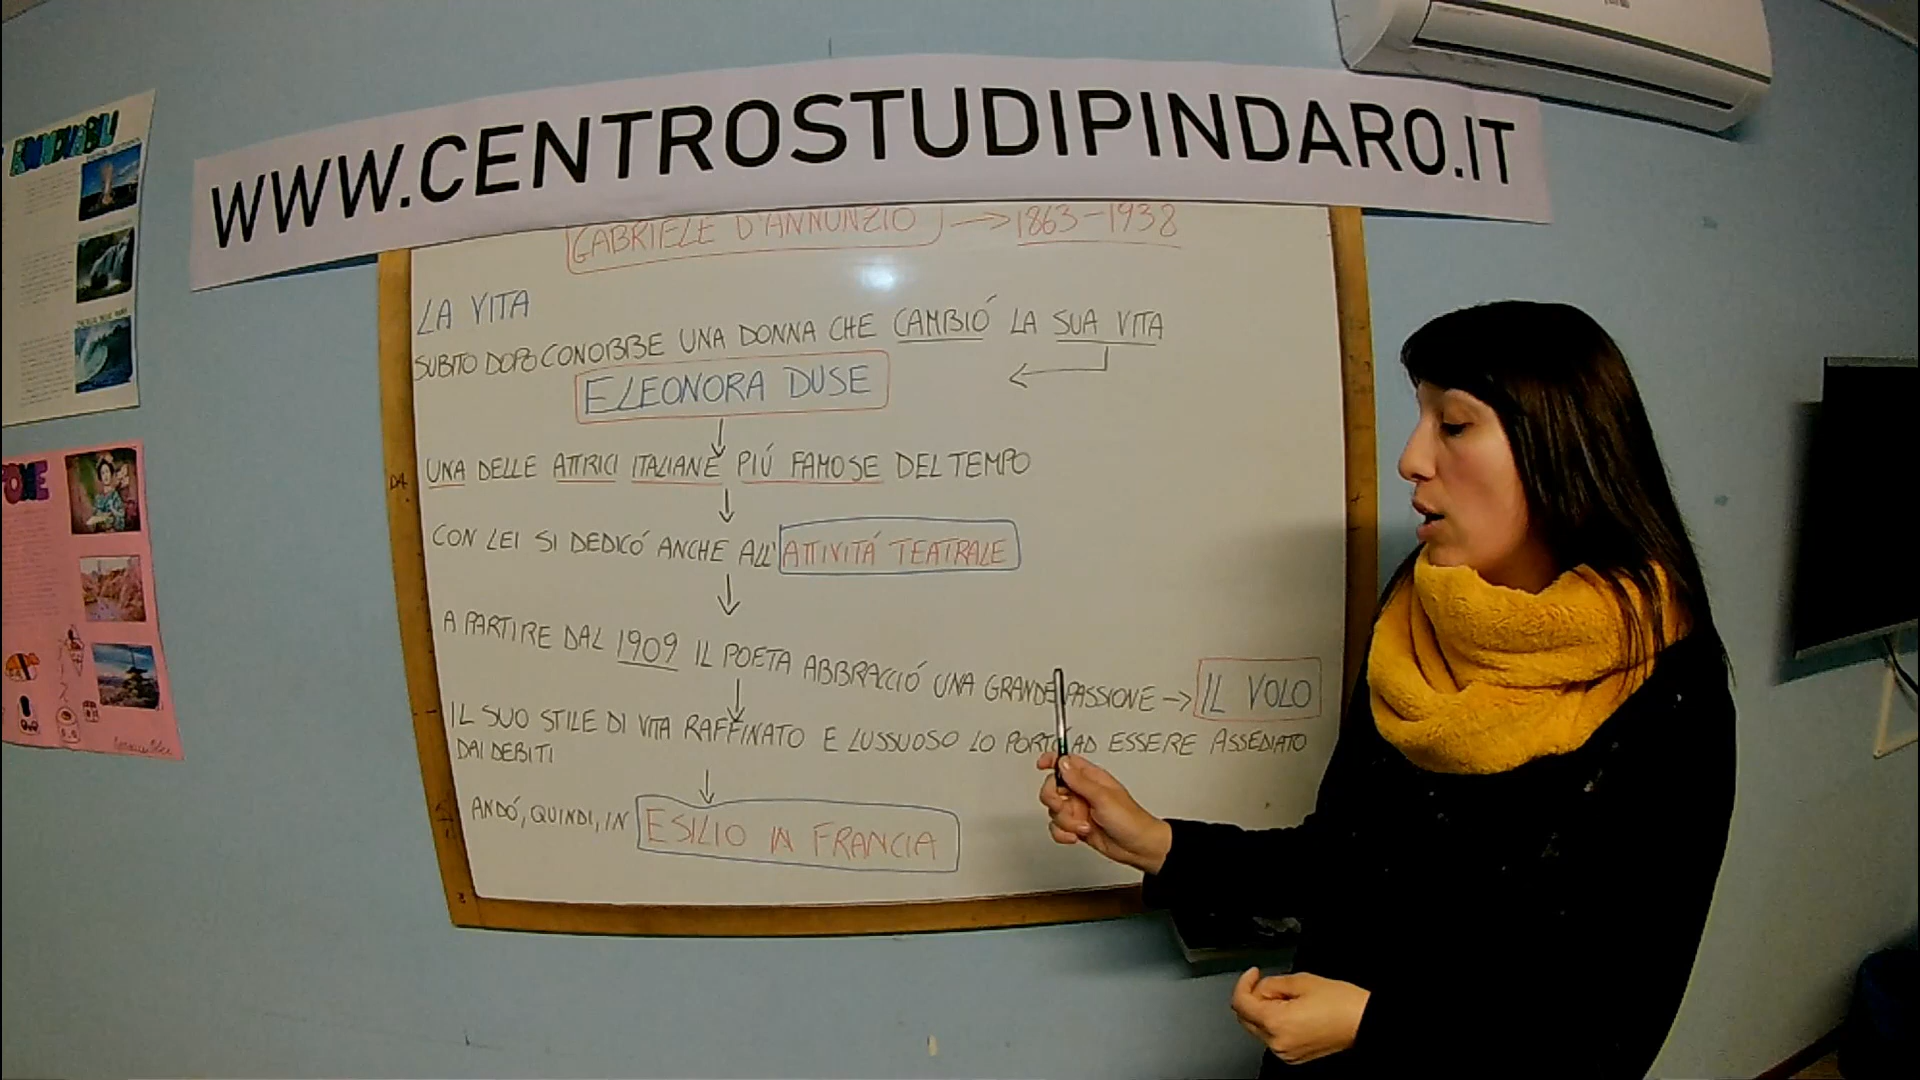 WWW.CENTROSTUDIPINDARO.IT
GABRIELE D'ANNUNZIO → 1863-1938
LA VITA
SUBITO DOPO CONOBBE UNA DONNA CHE CAMBIÓ LA SUA VITA
ELEONORA DUSE
UNA DELLE ATTRICI ITALIANE PIÚ FAMOSE DEL TEMPO
CON LEI SI DEDICÓ ANCHE ALL'ATTIVITÁ TEATRALE
A PARTIRE DAL 1909 IL POETA ABBRACCIÓ UNA GRANDE PASSIONE → IL VOLO
IL SUO STILE DI VITA RAFFINATO E LUSSUOSO LO PORTÓ AD ESSERE ASSEDIATO
DAI DEBITI
ANDÓ, QUINDI, IN ESILIO IN FRANCIA